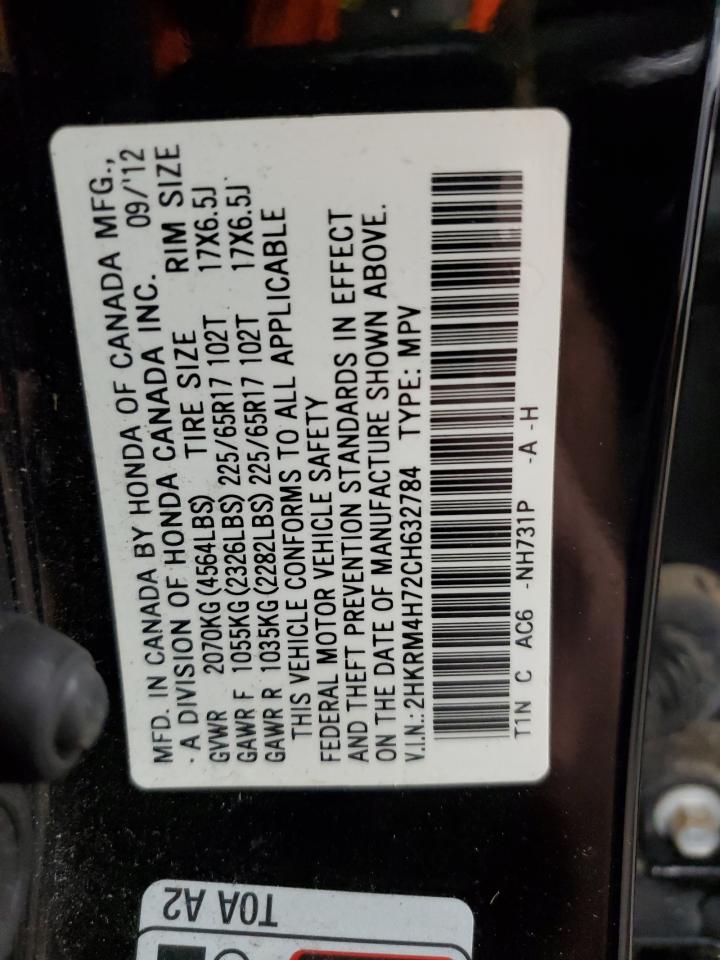 MFD. IN CANADA BY HONDA OF CANADA MFG.,
A DIVISION OF HONDA CANADA INC. 09/'12
TIRE SIZE RIM SIZE
GVWR 2070KG(4564LBS)
GAWR F 1055KG(2326LBS) 225/65R17 102T 17X6.5J
GAWR R 1035KG(2282LBS) 225/65R17 102T 17X6.5J
THIS VEHICLE CONFORMS TO ALL APPLICABLE
FEDERAL MOTOR VEHICLE SAFETY
AND THEFT PREVENTION STANDARDS IN EFFECT
ON THE DATE OF MANUFACTURE SHOWN ABOVE.
V.I.N.:2HKRM4H72CH632784 TYPE: MPV
T1N C AC6 -NH731P -A -H
T0A A2